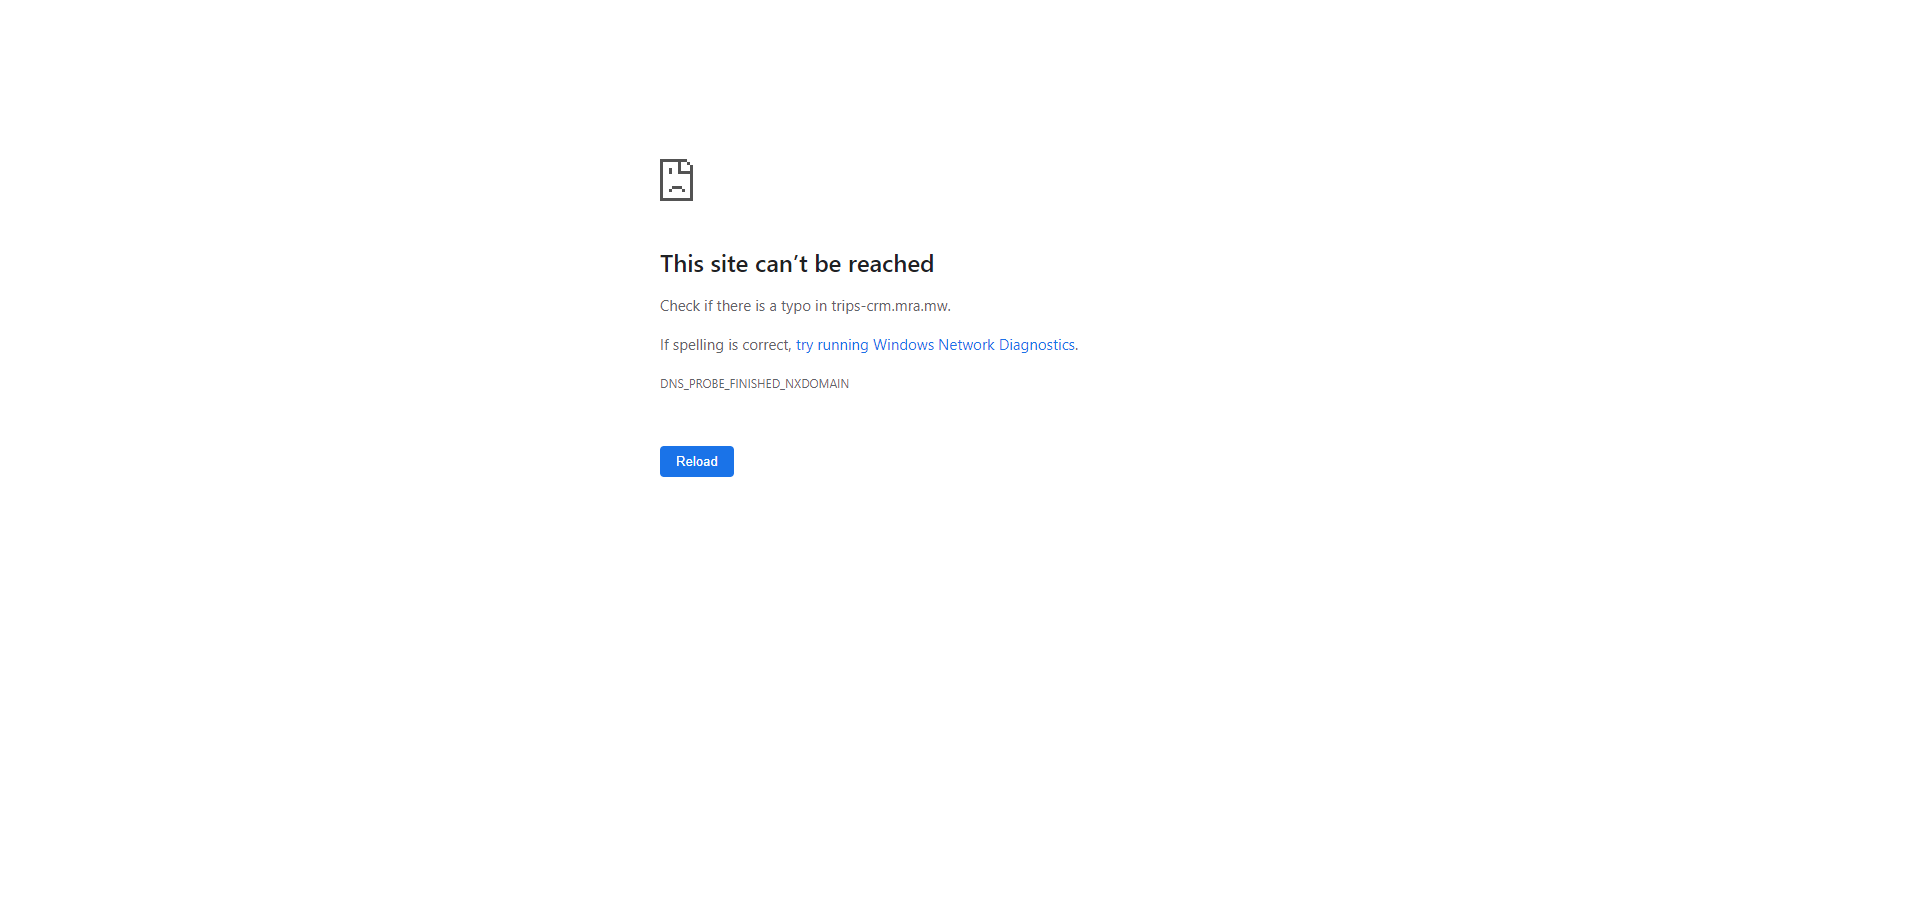 This site can’t be reached
Check if there is a typo in trips-crm.mra.mw.
If spelling is correct, try running Windows Network Diagnostics.
DNS_PROBE_FINISHED_NXDOMAIN
Reload